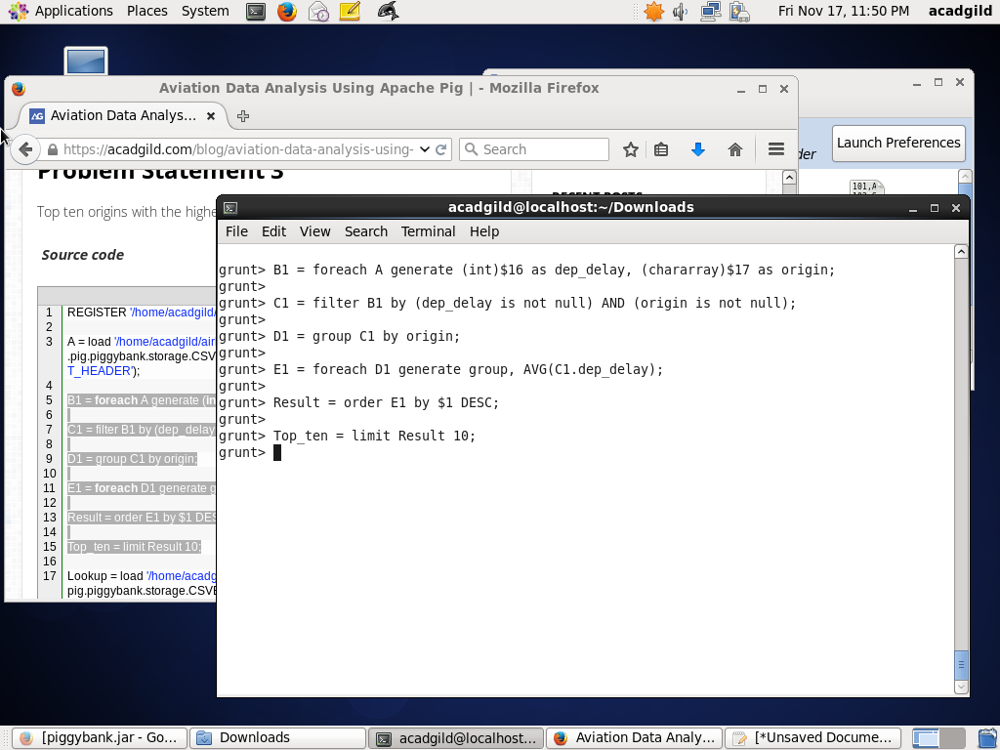 Applications Places System Fri Nov 17, 11:50 PM acadgild
Aviation Data Analysis Using Apache Pig | - Mozilla Firefox
Aviation Data Analys...
https://acadgild.com/blog/aviation-data-analysis-using- Search
Launch Preferences
Problem Statement 3
Top ten origins with the highe
Source code
1 REGISTER '/home/acadgild/
2
3 A = load '/home/acadgild/air
.pig.piggybank.storage.CSV
T_HEADER');
4
5 B1 = foreach A generate (in
6
7 C1 = filter B1 by (dep_delay
8
9 D1 = group C1 by origin;
10
11 E1 = foreach D1 generate g
12
13 Result = order E1 by $1 DES
14
15 Top_ten = limit Result 10;
16
17 Lookup = load '/home/acadg
pig.piggybank.storage.CSVE
RECENT POSTS
101,A
acadgild@localhost:~/Downloads
File Edit View Search Terminal Help
grunt> B1 = foreach A generate (int)$16 as dep_delay, (chararray)$17 as origin;
grunt>
grunt> C1 = filter B1 by (dep_delay is not null) AND (origin is not null);
grunt>
grunt> D1 = group C1 by origin;
grunt>
grunt> E1 = foreach D1 generate group, AVG(C1.dep_delay);
grunt>
grunt> Result = order E1 by $1 DESC;
grunt>
grunt> Top_ten = limit Result 10;
grunt>
[piggybank.jar - Go... Downloads acadgild@localhost... Aviation Data Analy... [*Unsaved Docume...